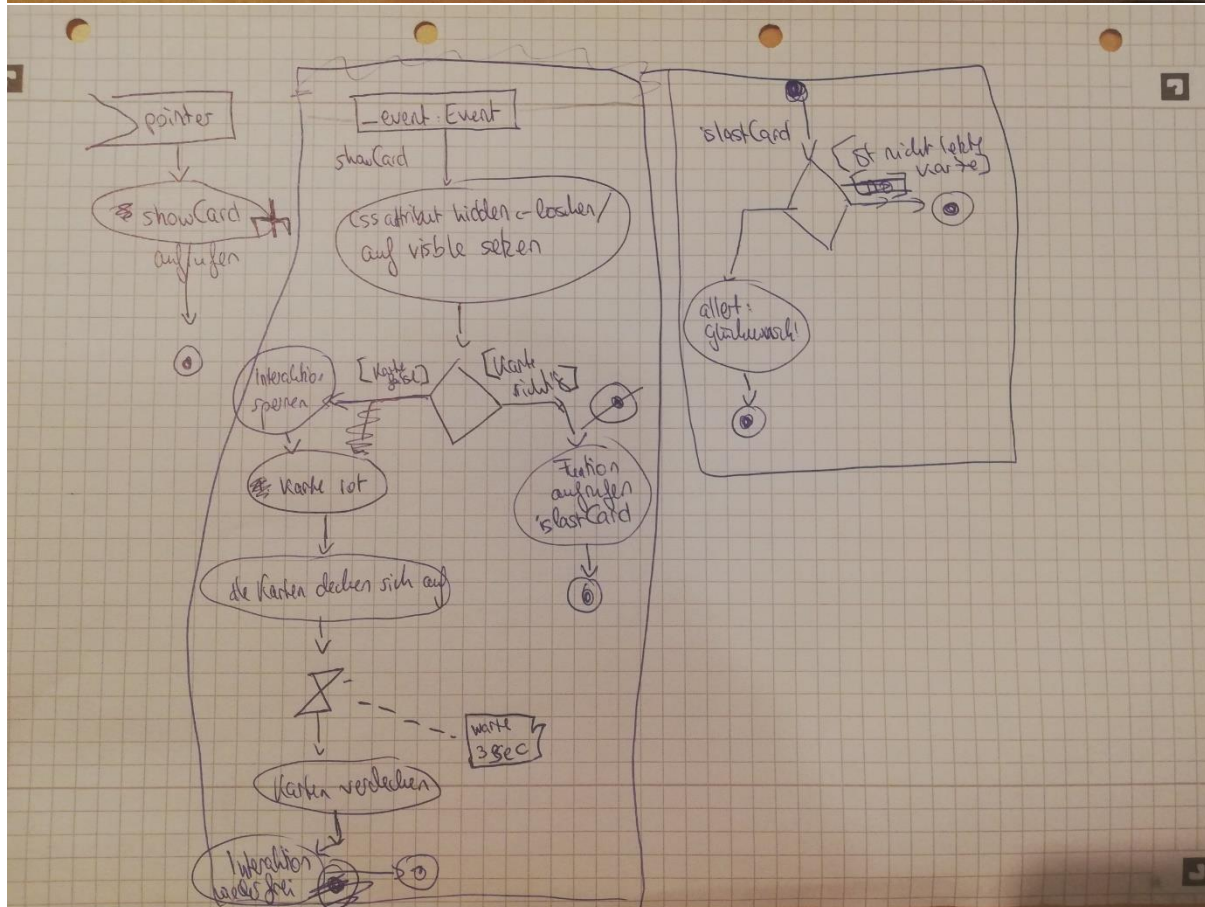 pointer
showCard
aufrufen
_event: Event
showCard
css attribut hidden löschen/
auf visble setzen
[Karte
falsch]
[Karte
richtig]
Interaktion
sperren
Karte rot
die Karten decken sich auf
warte
3 sec
Karten verdecken
Interaktion
wieder frei
Funtion
aufrufen
islastCard
islastCard
[ist nicht letzte
Karte]
allert:
glückwunsch!